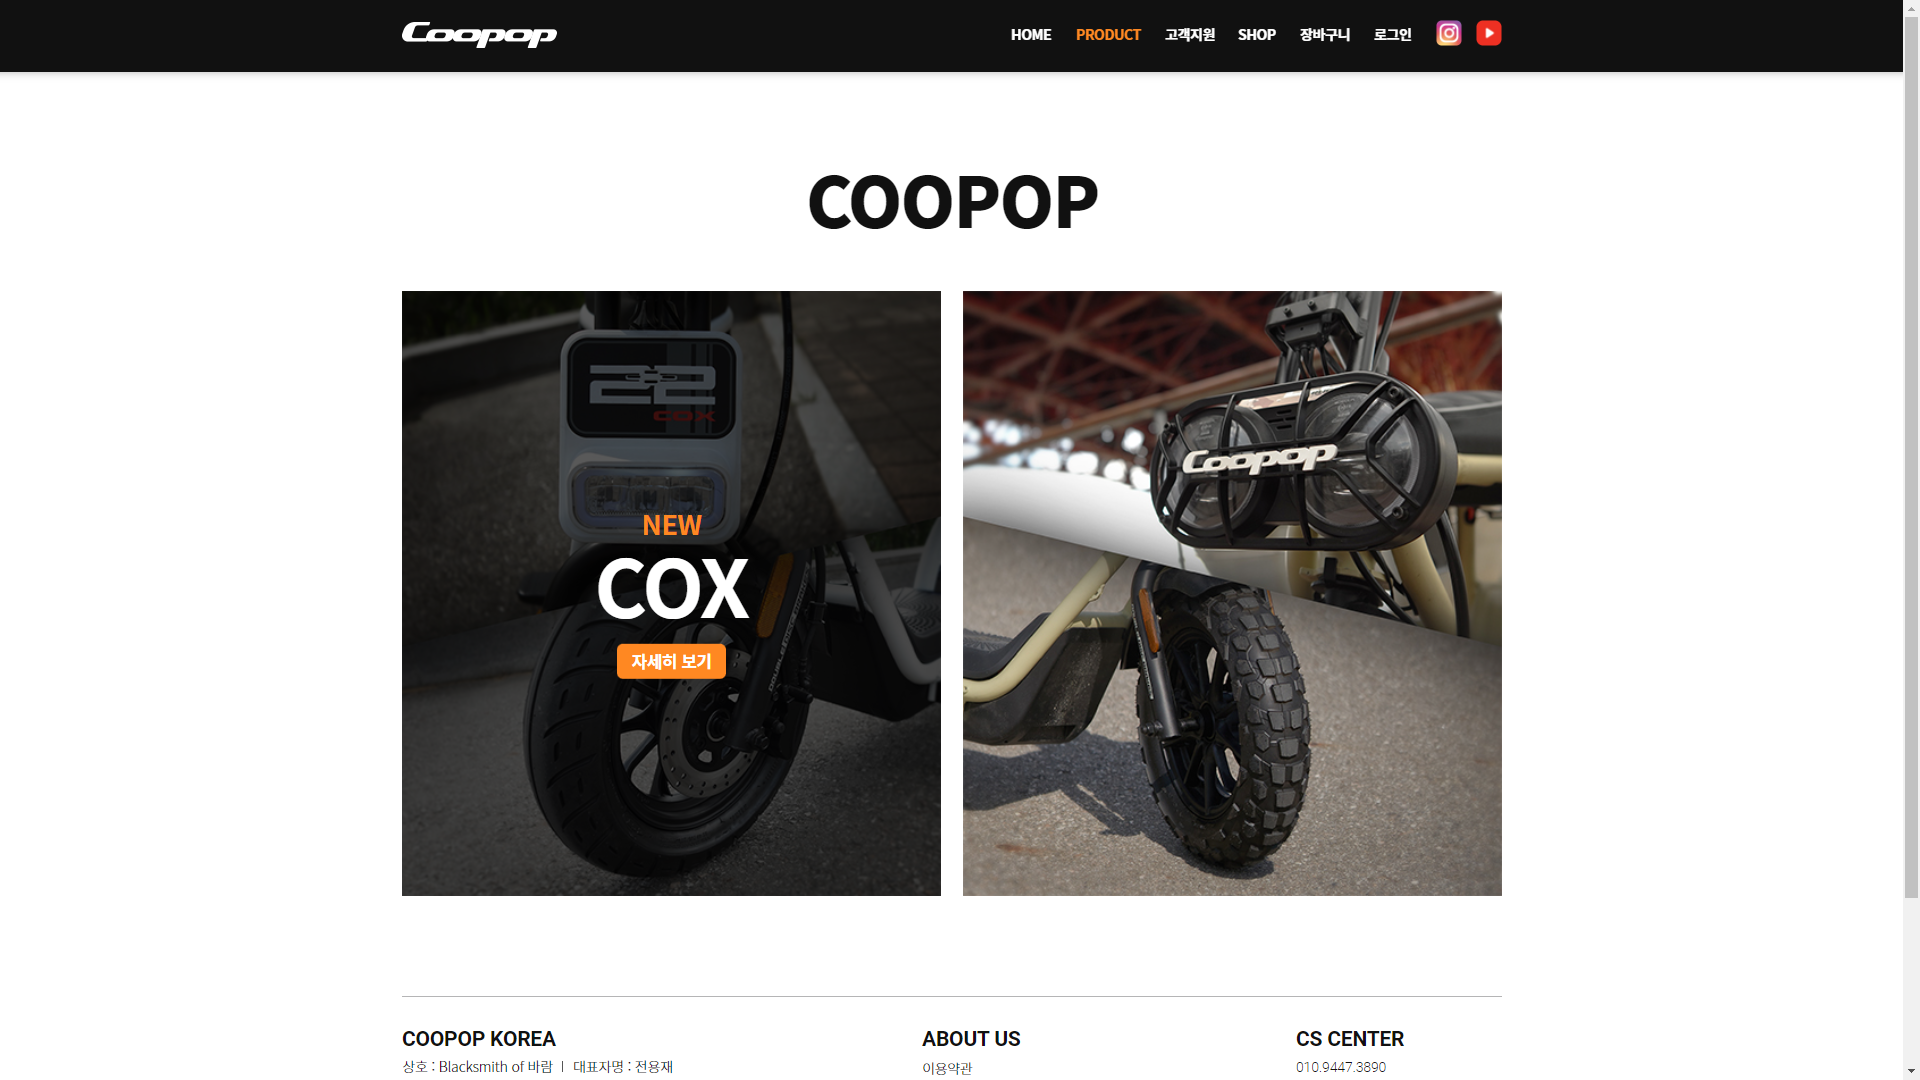 Coopop
HOME PRODUCT 고객지원 SHOP 장바구니 로그인
COOPOP
22
COX
Coopop
NEW
COX
자세히 보기
COOPOP KOREA
상호 : Blacksmith of 바람 ㅣ 대표자명 : 전용재
ABOUT US
이용약관
CS CENTER
010.9447.3890